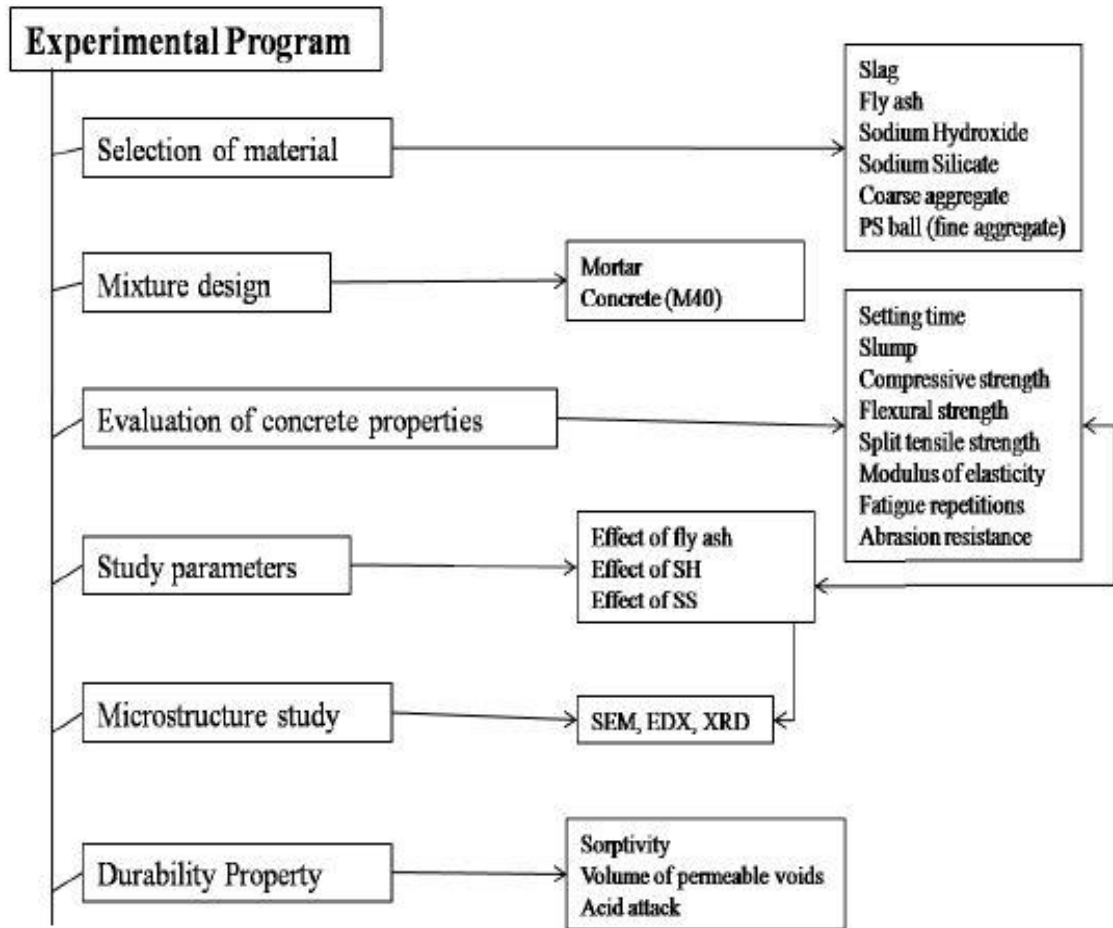 Experimental Program
Selection of material
Slag
Fly ash
Sodium Hydroxide
Sodium Silicate
Coarse aggregate
PS ball (fine aggregate)
Mixture design
Mortar
Concrete (M40)
Evaluation of concrete properties
Setting time
Slump
Compressive strength
Flexural strength
Split tensile strength
Modulus of elasticity
Fatigue repetitions
Abrasion resistance
Study parameters
Effect of fly ash
Effect of SH
Effect of SS
Microstructure study
SEM, EDX, XRD
Durability Property
Sorptivity
Volume of permeable voids
Acid attack